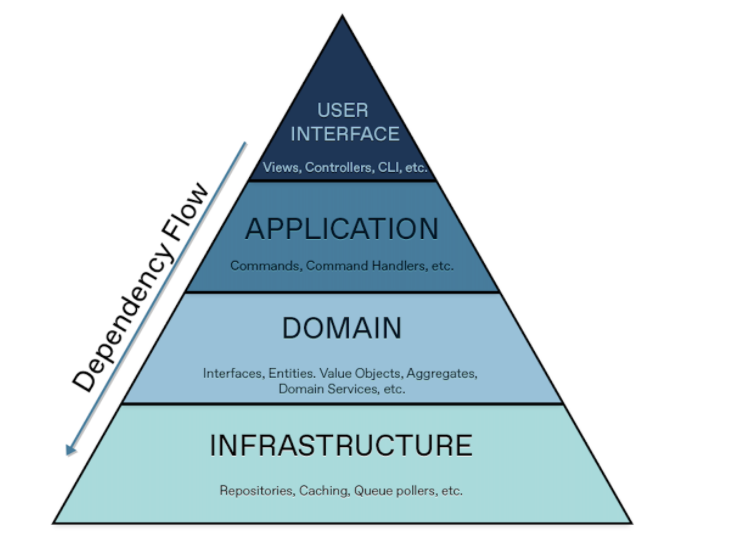 USER
INTERFACE
Views, Controllers, CLI, etc.
APPLICATION
Commands, Command Handlers, etc.
DOMAIN
Interfaces, Entities. Value Objects, Aggregates,
Domain Services, etc.
INFRASTRUCTURE
Repositories, Caching, Queue pollers, etc.
Dependency Flow